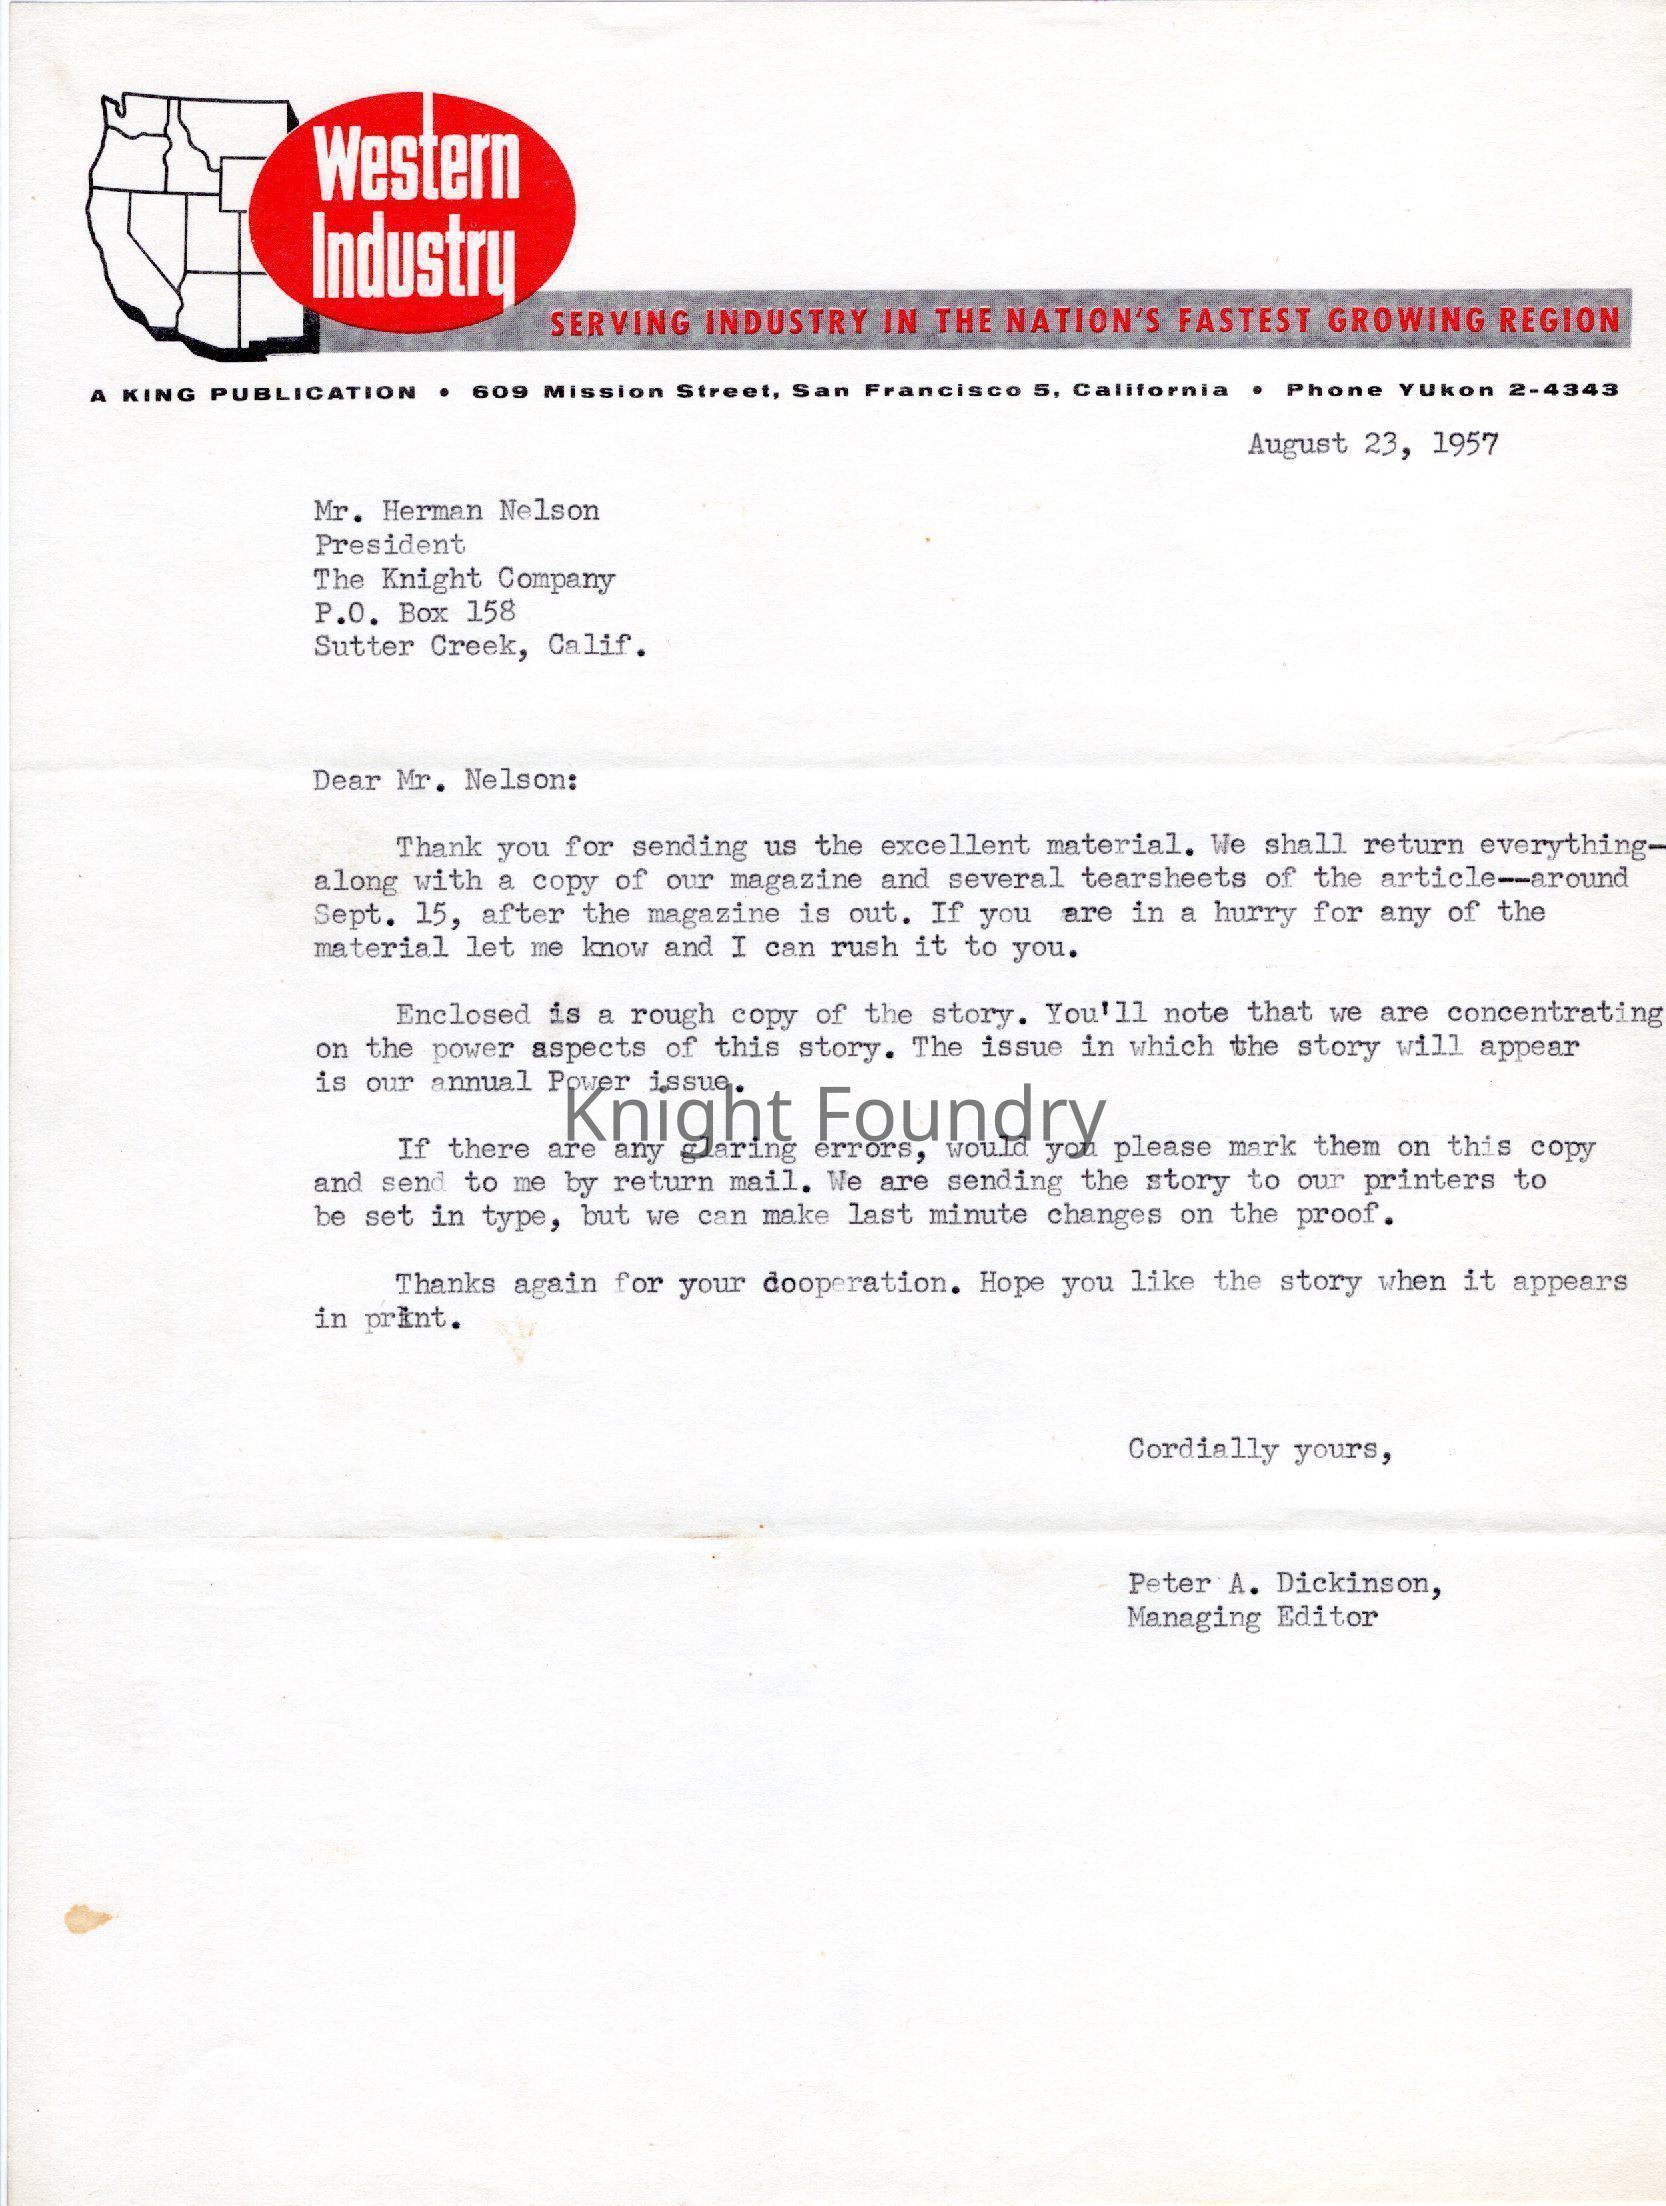 Western
Industry
SERVING INDUSTRY IN THE NATION'S FASTEST GROWING REGION
A KING PUBLICATION • 609 Mission Street, San Francisco 5, California • Phone YUkon 2-4343
August 23, 1957
Mr. Herman Nelson
President
The Knight Company
P.O. Box 158
Sutter Creek, Calif.
Dear Mr. Nelson:
Thank you for sending us the excellent material. We shall return everything-
along with a copy of our magazine and several tearsheets of the article--around
Sept. 15, after the magazine is out. If you are in a hurry for any of the
material let me know and I can rush it to you.
Enclosed is a rough copy of the story. You'll note that we are concentrating
on the power aspects of this story. The issue in which the story will appear
is our annual Power issue.
Knight Foundry
If there are any glaring errors, would you please mark them on this copy
and send to me by return mail. We are sending the story to our printers to
be set in type, but we can make last minute changes on the proof.
Thanks again for your cooperation. Hope you like the story when it appears
in print.
Cordially yours,
Peter A. Dickinson,
Managing Editor